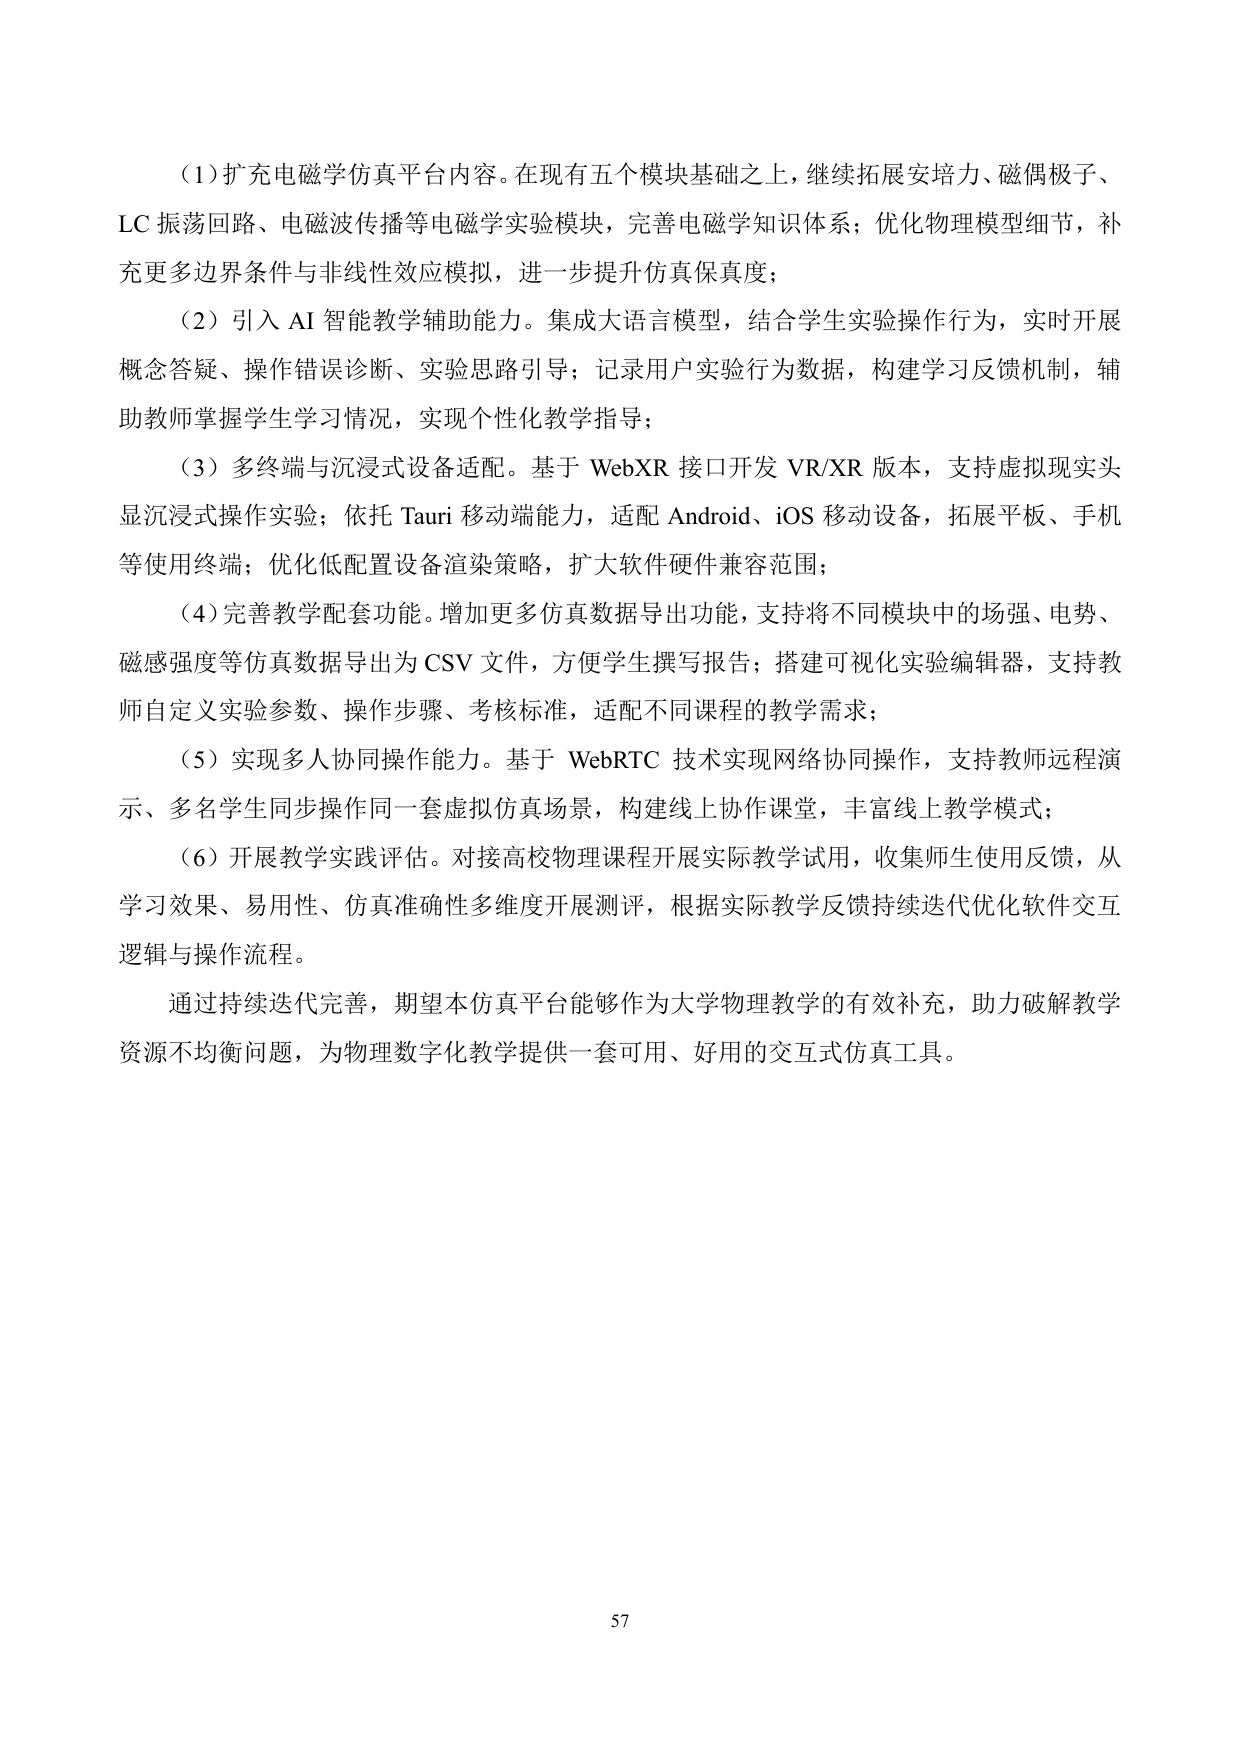 （1）扩充电磁学仿真平台内容。在现有五个模块基础之上，继续拓展安培力、磁偶极子、
LC 振荡回路、电磁波传播等电磁学实验模块，完善电磁学知识体系；优化物理模型细节，补
充更多边界条件与非线性效应模拟，进一步提升仿真保真度；
（2）引入 AI 智能教学辅助能力。集成大语言模型，结合学生实验操作行为，实时开展
概念答疑、操作错误诊断、实验思路引导；记录用户实验行为数据，构建学习反馈机制，辅
助教师掌握学生学习情况，实现个性化教学指导；
（3）多终端与沉浸式设备适配。基于 WebXR 接口开发 VR/XR 版本，支持虚拟现实头
显沉浸式操作实验；依托 Tauri 移动端能力，适配 Android、iOS 移动设备，拓展平板、手机
等使用终端；优化低配置设备渲染策略，扩大软件硬件兼容范围；
（4）完善教学配套功能。增加更多仿真数据导出功能，支持将不同模块中的场强、电势、
磁感强度等仿真数据导出为 CSV 文件，方便学生撰写报告；搭建可视化实验编辑器，支持教
师自定义实验参数、操作步骤、考核标准，适配不同课程的教学需求；
（5）实现多人协同操作能力。基于 WebRTC 技术实现网络协同操作，支持教师远程演
示、多名学生同步操作同一套虚拟仿真场景，构建线上协作课堂，丰富线上教学模式；
（6）开展教学实践评估。对接高校物理课程开展实际教学试用，收集师生使用反馈，从
学习效果、易用性、仿真准确性多维度开展测评，根据实际教学反馈持续迭代优化软件交互
逻辑与操作流程。
通过持续迭代完善，期望本仿真平台能够作为大学物理教学的有效补充，助力破解教学
资源不均衡问题，为物理数字化教学提供一套可用、好用的交互式仿真工具。
57